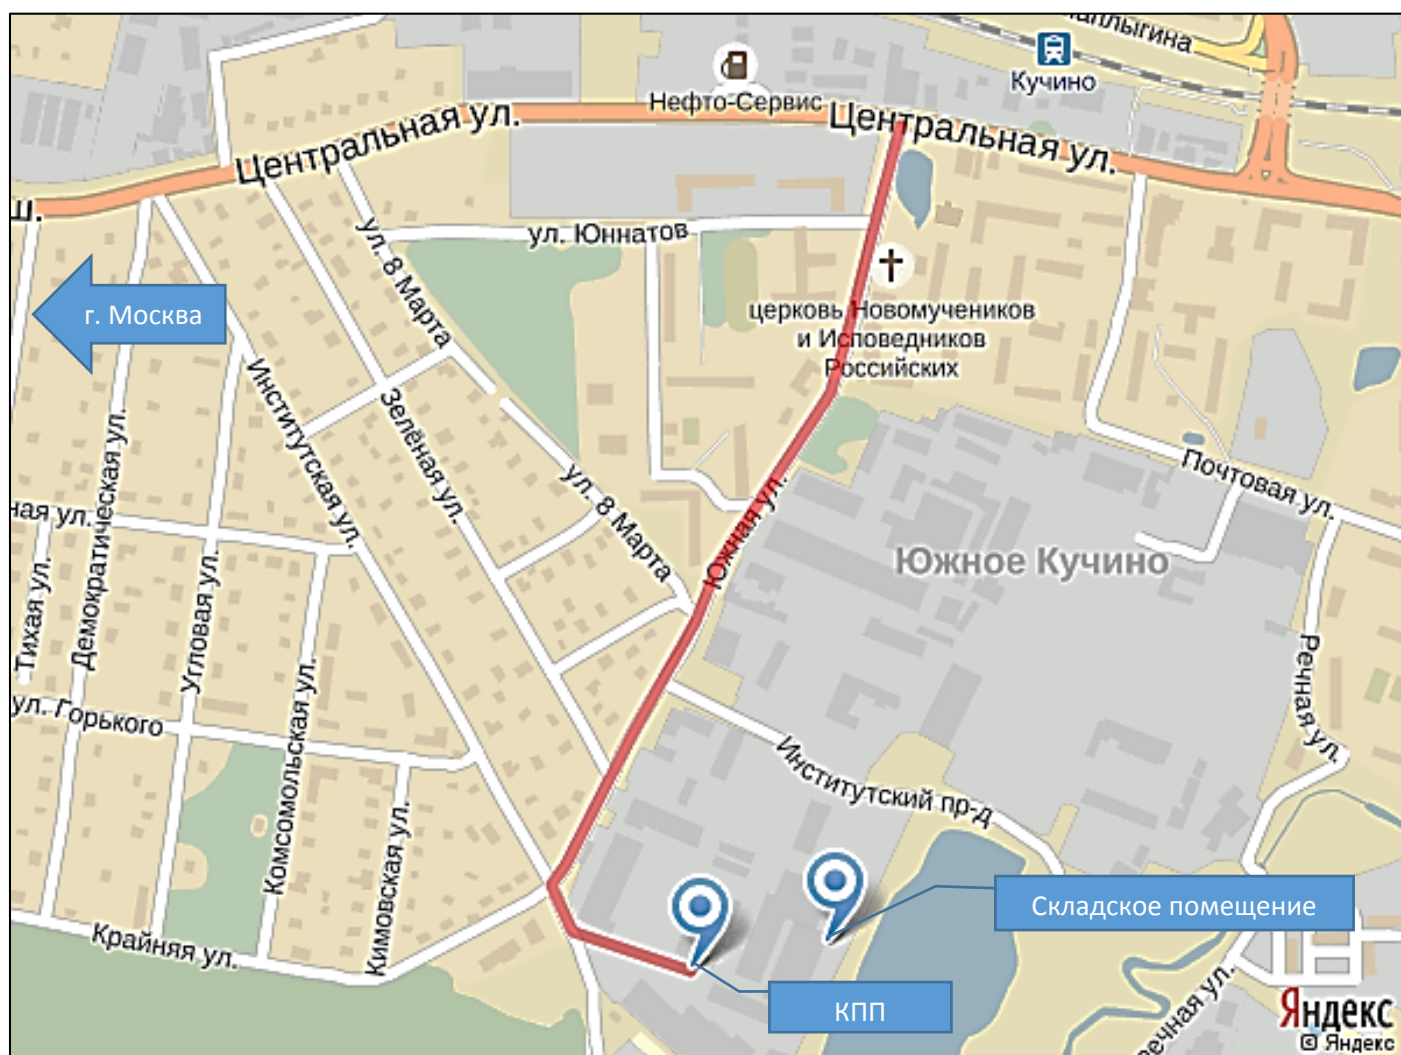 Кучино
Нефто-Сервис
Центральная ул.
Центральная ул.
ш.
ул. Юннатов
ул. 8 Марта
г. Москва
церковь Новомучеников
и Исповедников
Российских
Институтская ул.
Зелёная ул.
Демократическая ул.
Почтовая ул.
ул. 8 Марта
Южная ул.
ная ул.
Южное Кучино
Тихая ул.
Угловая ул.
Речная ул.
Комсомольская ул.
ул. Горького
Институтский пр-д
Кимовская ул.
Складское помещение
Крайняя ул.
КПП
ечная ул.
Яндекс
© Яндекс